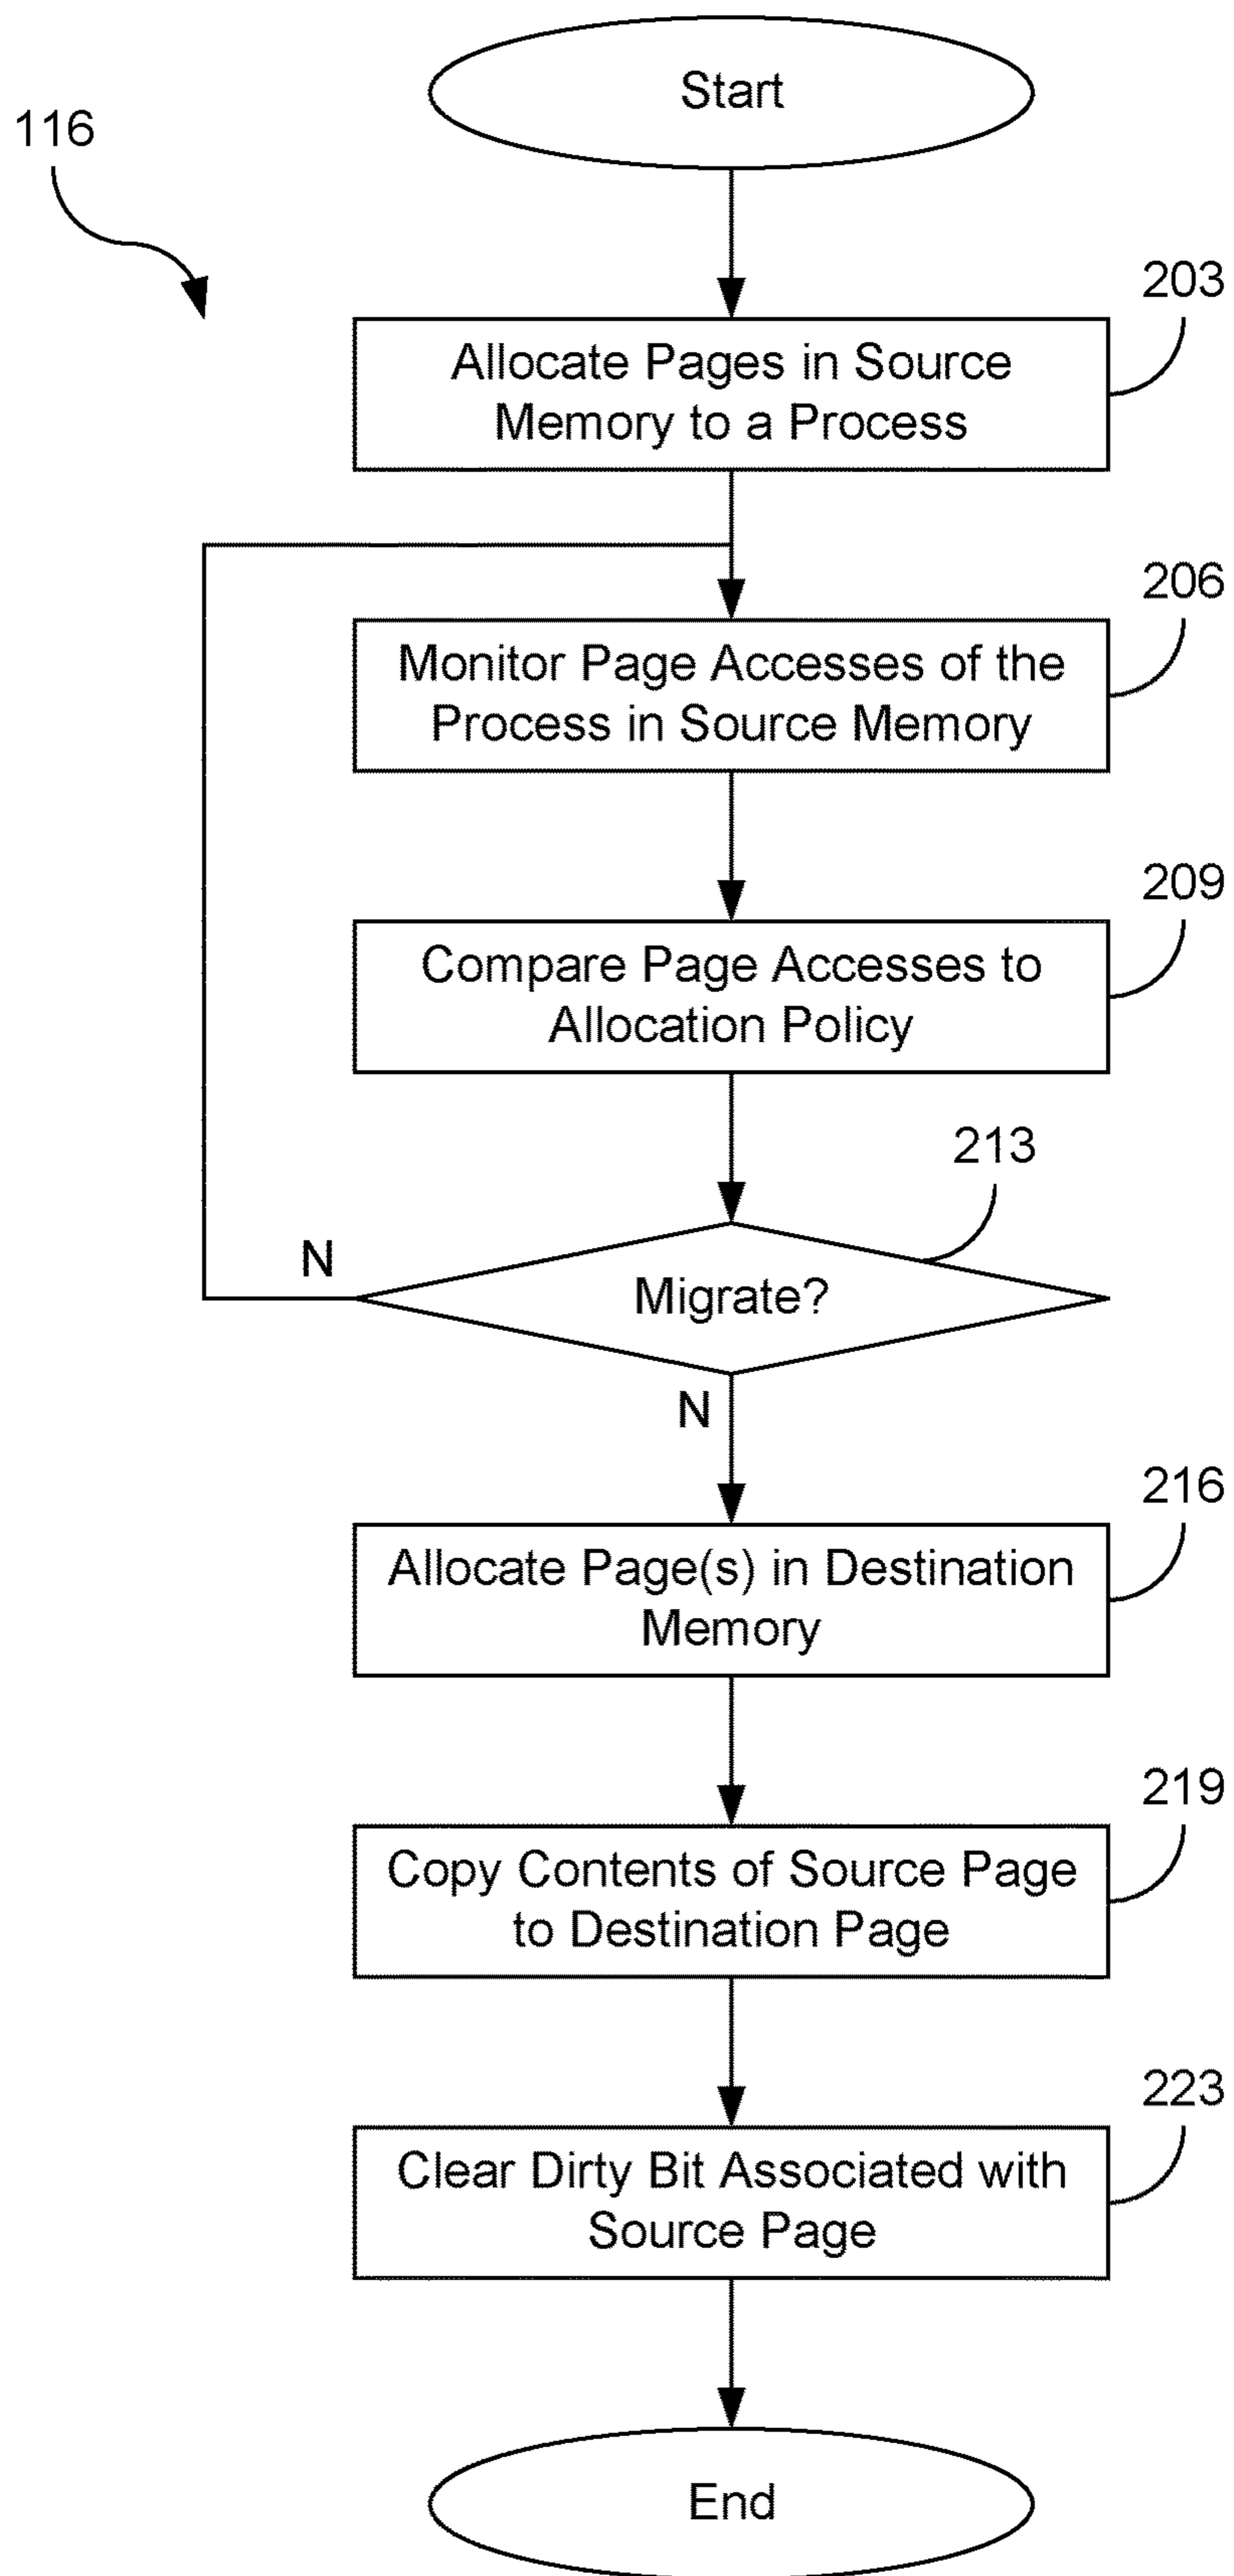 Start
116
203
Allocate Pages in Source
Memory to a Process
206
Monitor Page Accesses of the
Process in Source Memory
209
Compare Page Accesses to
Allocation Policy
213
N
Migrate?
N
216
Allocate Page(s) in Destination
Memory
219
Copy Contents of Source Page
to Destination Page
223
Clear Dirty Bit Associated with
Source Page
End